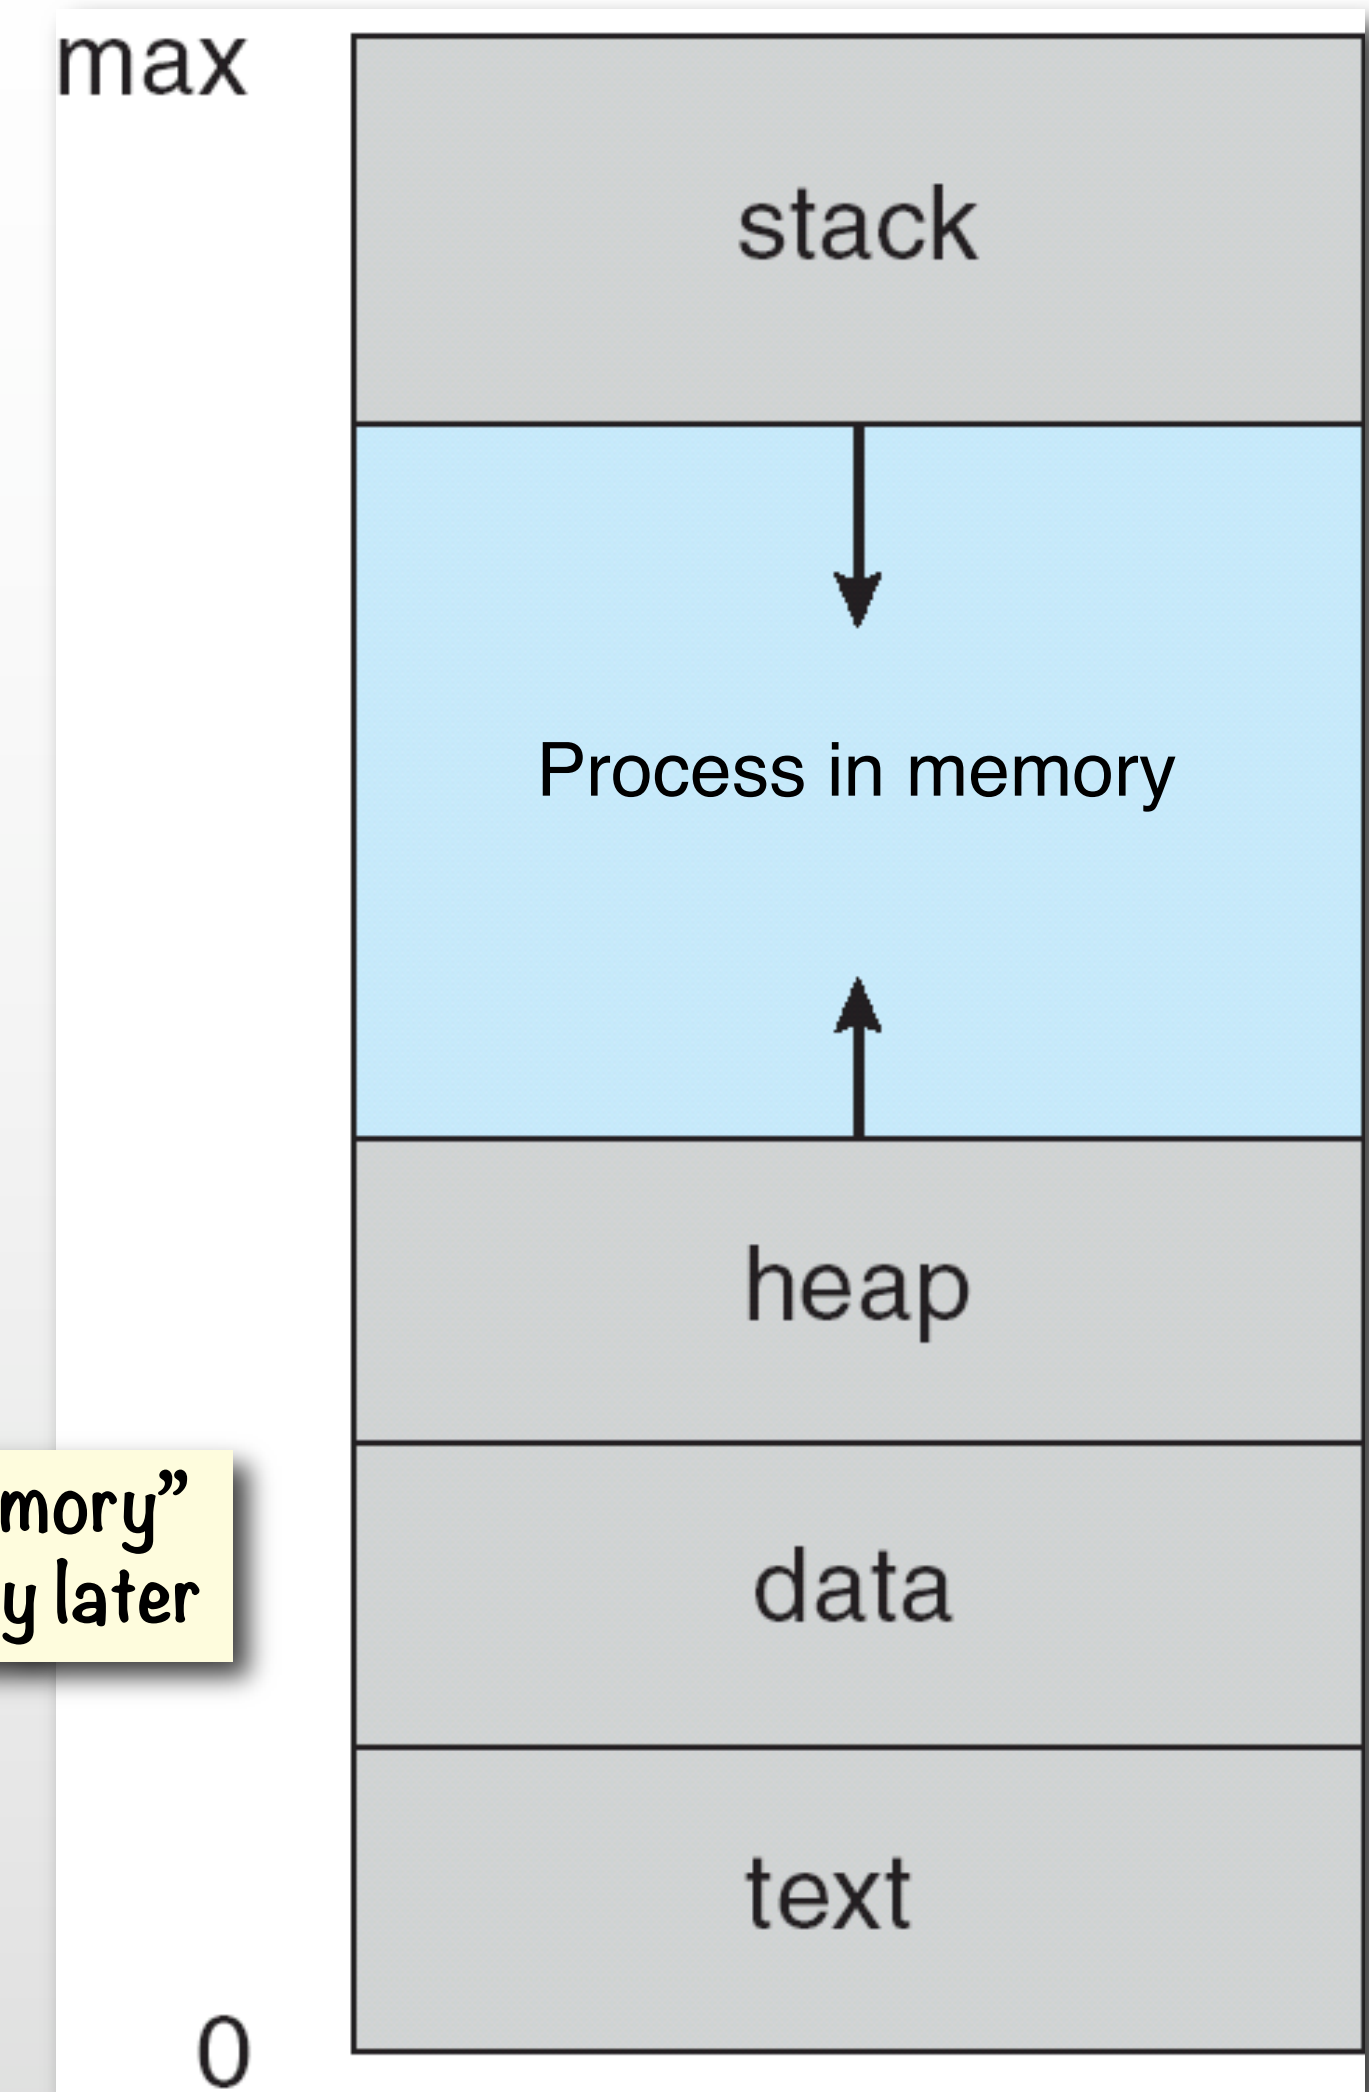 max
stack
Process in memory
heap
mory”
y later
data
text
0